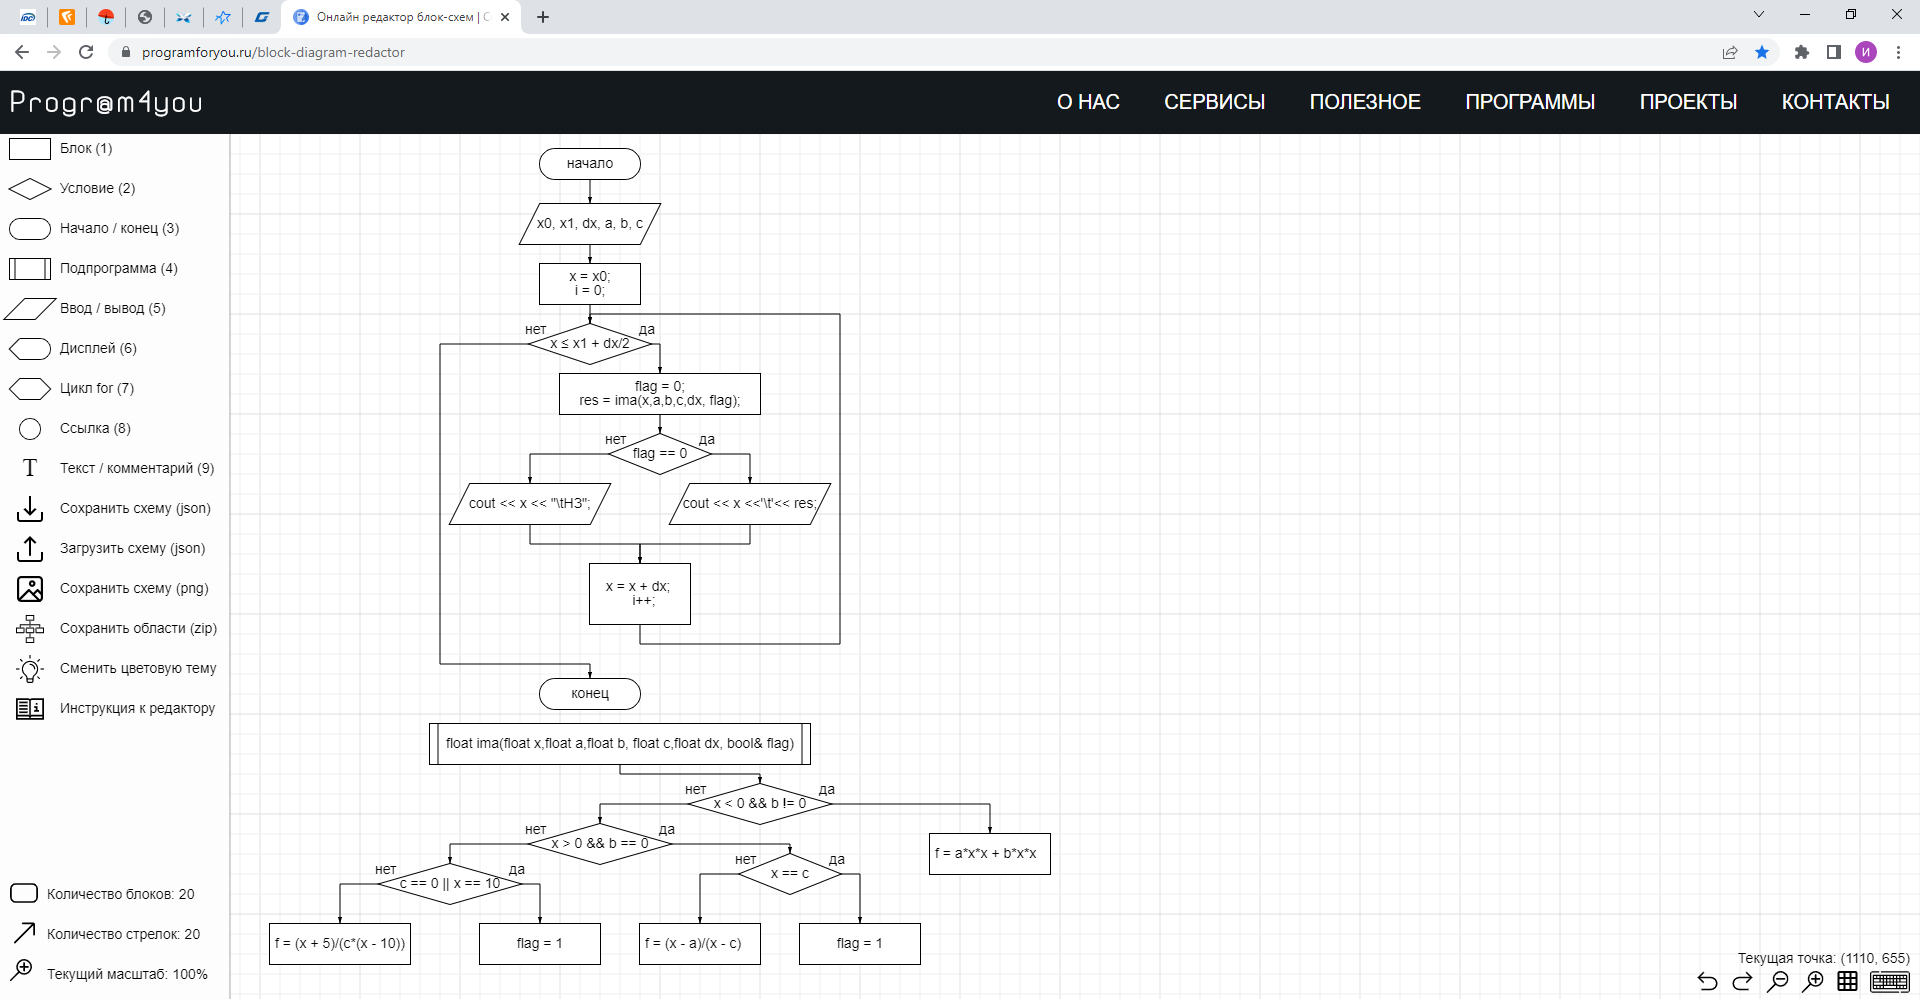 Онлайн редактор блок-схем |
programforyou.ru/block-diagram-redactor
И
Progr@m4you
О НАС
СЕРВИСЫ
ПОЛЕЗНОЕ
ПРОГРАММЫ
ПРОЕКТЫ
КОНТАКТЫ
Блок (1)
Условие (2)
Начало / конец (3)
Подпрограмма (4)
Ввод / вывод (5)
Дисплей (6)
Цикл for (7)
Ссылка (8)
T Текст / комментарий (9)
Сохранить схему (json)
Загрузить схему (json)
Сохранить схему (png)
Сохранить области (zip)
Сменить цветовую тему
Инструкция к редактору
Количество блоков: 20
Количество стрелок: 20
Текущий масштаб: 100%
начало
x0, x1, dx, a, b, c
x = x0;
i = 0;
нет
да
x ≤ x1 + dx/2
flag = 0;
res = ima(x,a,b,c,dx, flag);
нет
да
flag == 0
cout << x << "\tНЗ";
cout << x <<'\t'<< res;
x = x + dx;
i++;
конец
float ima(float x,float a,float b, float c,float dx, bool& flag)
нет
да
x < 0 && b != 0
нет
да
x > 0 && b == 0
f = a*x*x + b*x*x
нет
да
c == 0 || x == 10
нет
да
x == c
f = (x + 5)/(c*(x - 10))
flag = 1
f = (x - a)/(x - c)
flag = 1
Текущая точка: (1110, 655)